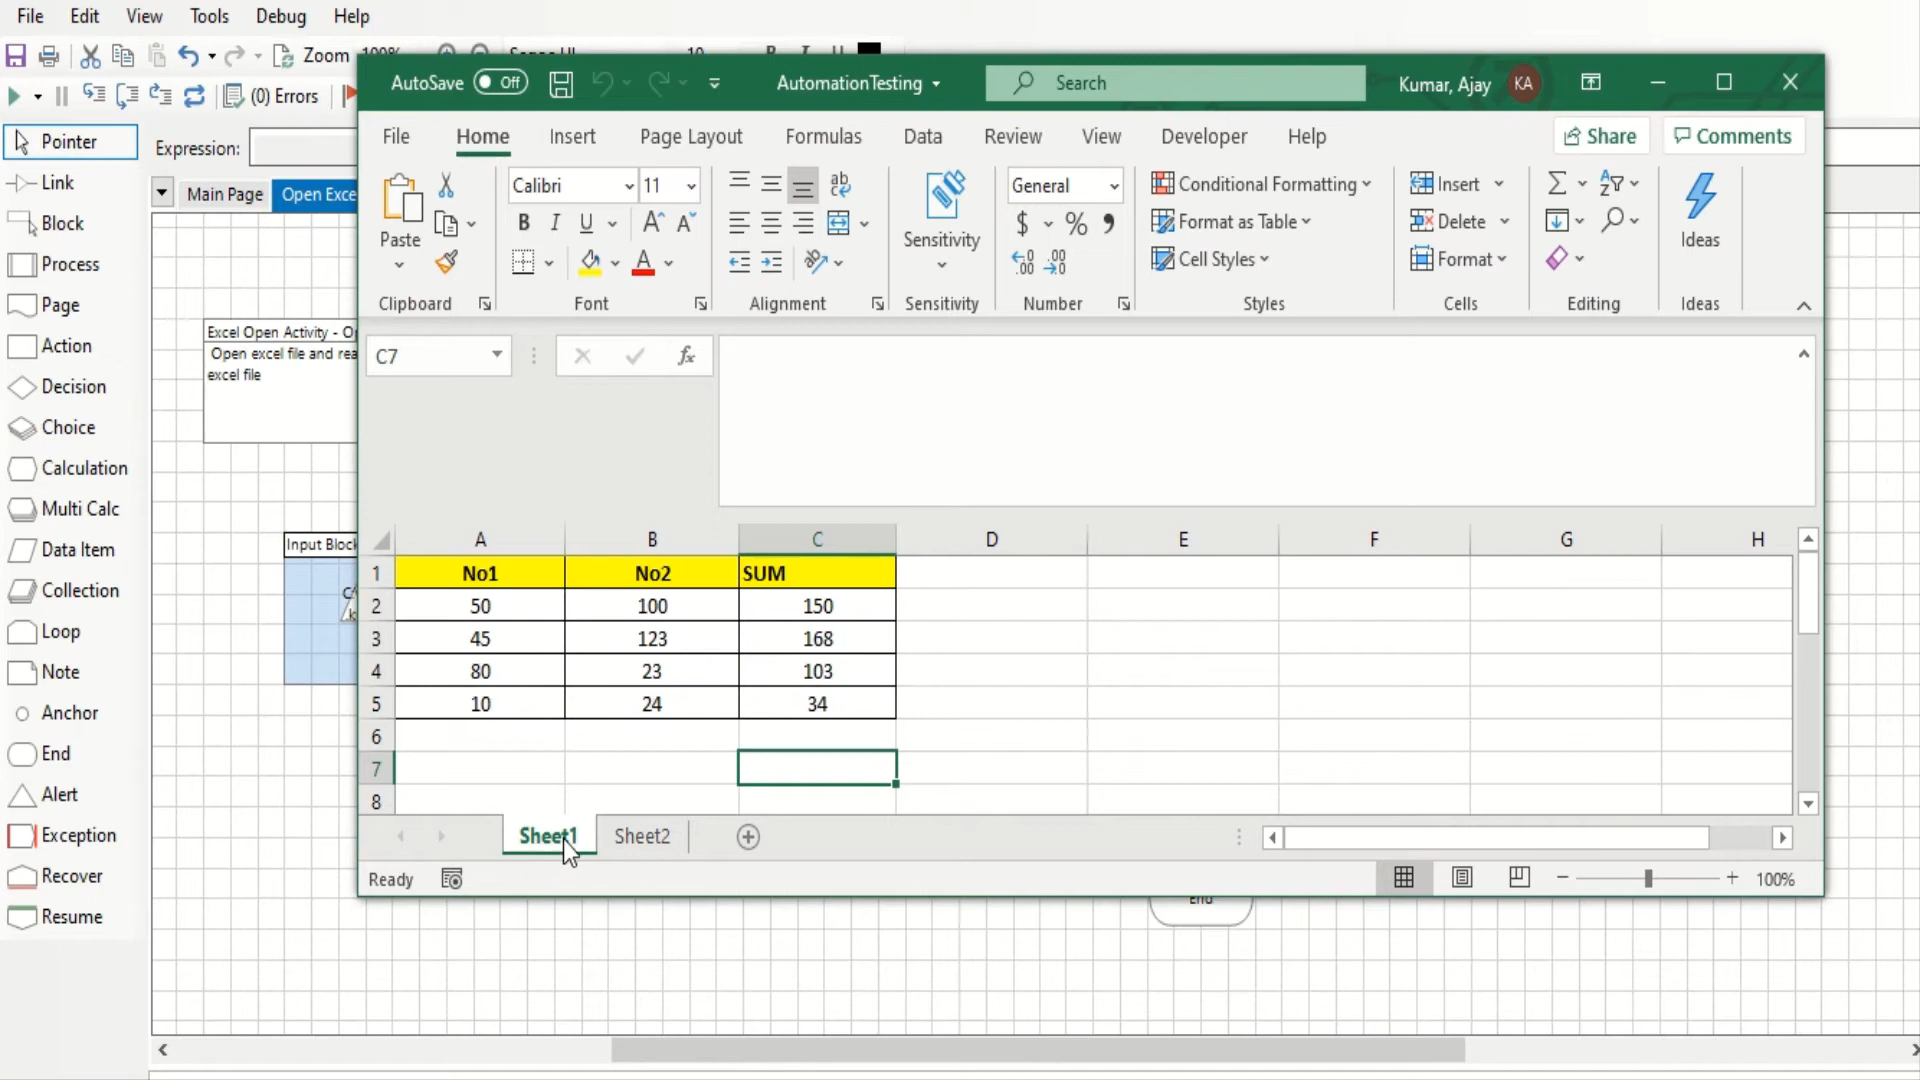 File Edit View Tools Debug Help
Zoom
(0) Errors
Pointer
Link
Block
Process
Page
Action
Decision
Choice
Calculation
Multi Calc
Data Item
Collection
Loop
Note
Anchor
End
Alert
Exception
Recover
Resume
Expression:
Main Page Open Exce
Excel Open Activity -
Open excel file and rea
excel file
Input Block
End
AutoSave Off AutomationTesting Search Kumar, Ajay KA
File Home Insert Page Layout Formulas Data Review View Developer Help Share Comments
Paste
Calibri 11
B I U A A
ab
General
$ % ,
.00 .00
Sensitivity
Conditional Formatting
Format as Table
Cell Styles
Insert
Delete
Format
Ideas
Clipboard Font Alignment Sensitivity Number Styles Cells Editing Ideas
C7 fx
A B C D E F G H
1 No1 No2 SUM
2 50 100 150
3 45 123 168
4 80 23 103
5 10 24 34
6
7
8
Sheet1 Sheet2
Ready 100%